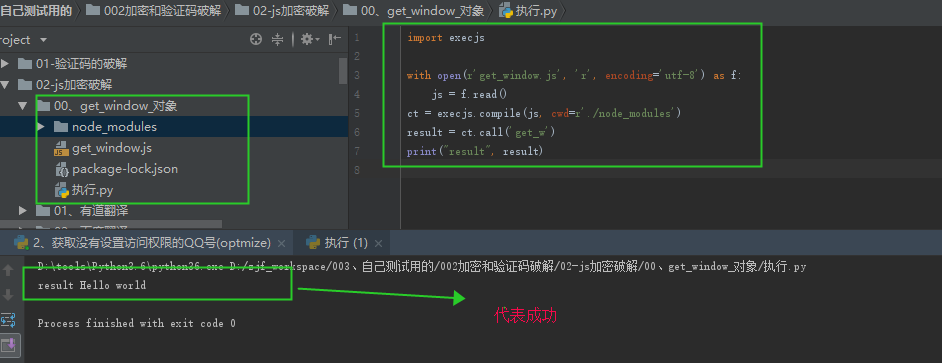 自己测试用的 002加密和验证码破解 02-js加密破解 00、get_window_对象 执行.py
roject
01-验证码的破解
02-js加密破解
00、get_window_对象
node_modules
get_window.js
package-lock.json
执行.py
01、有道翻译
1 import execjs
2
3 with open(r'get_window.js', 'r', encoding='utf-8') as f:
4 js = f.read()
5 ct = execjs.compile(js, cwd=r'./node_modules')
6 result = ct.call('get_w')
7 print("result", result)
8
2、获取没有设置访问权限的QQ号(optmize) × 执行 (1) ×
D:\tools\Python3.6\python36.exe D:/zjf_workspace/003、自己测试用的/002加密和验证码破解/02-js加密破解/00、get_window_对象/执行.py
result Hello world
代表成功
Process finished with exit code 0